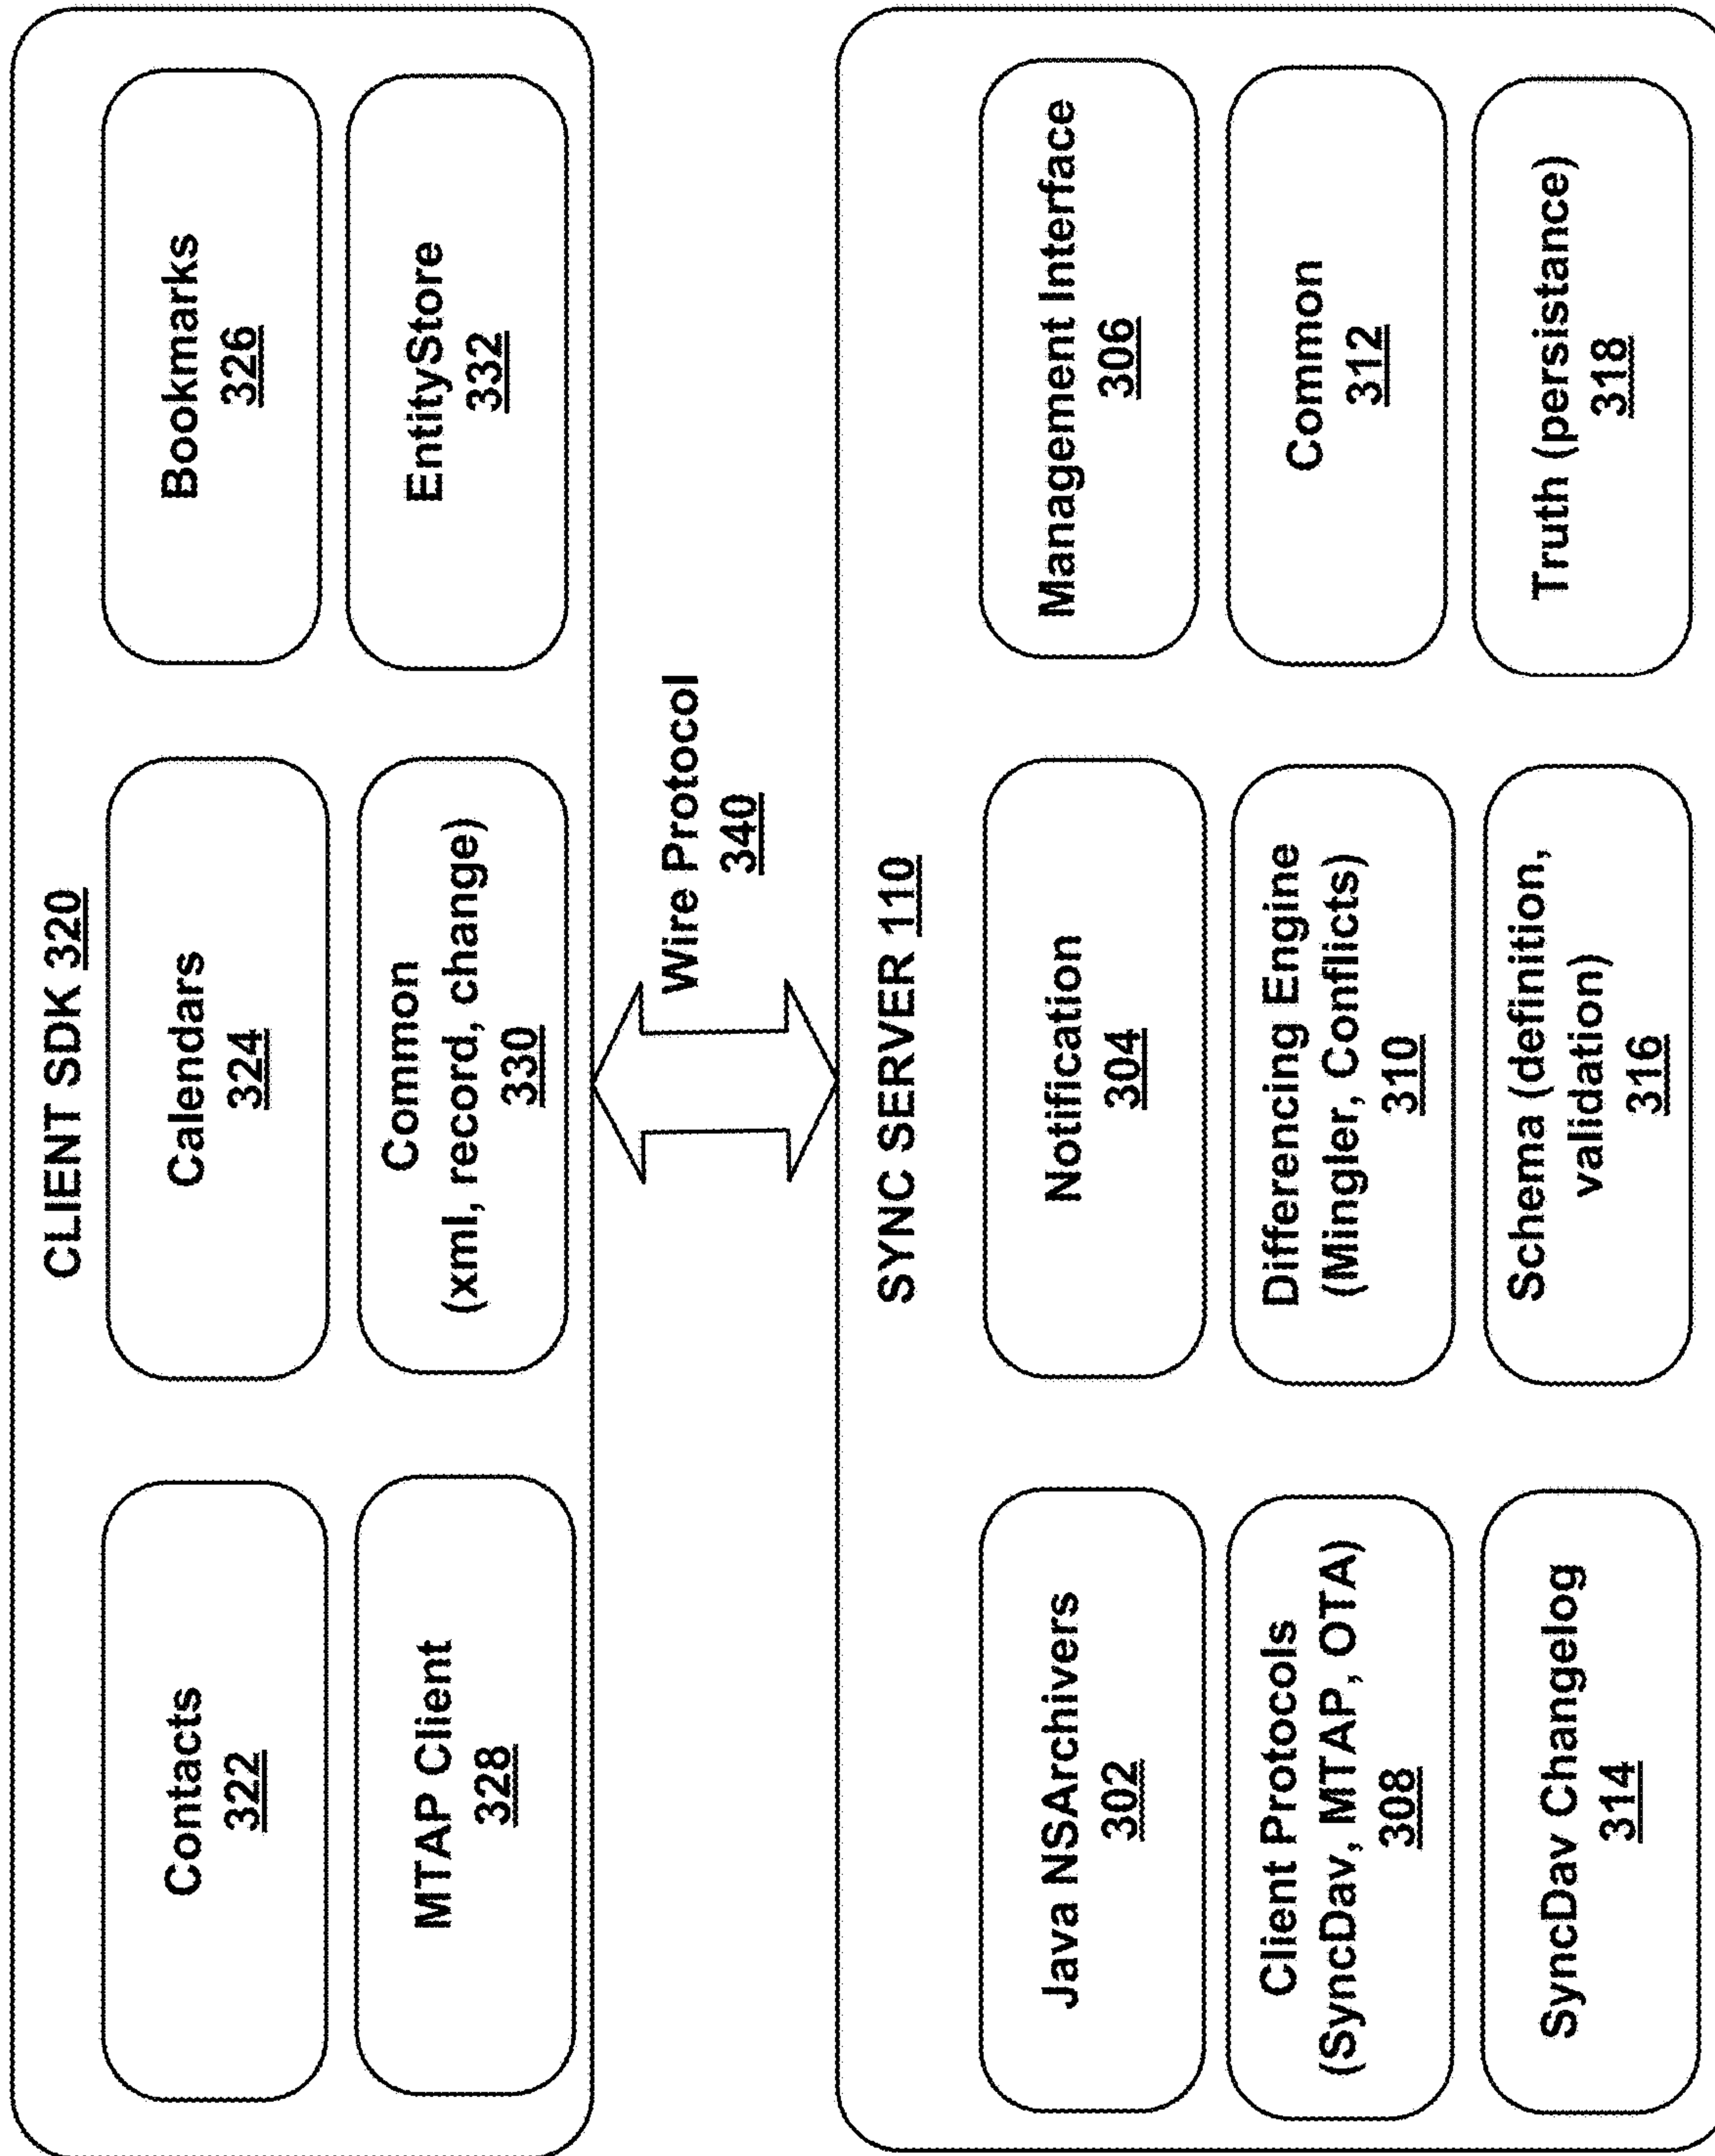 CLIENT SDK 320
Contacts
322
Calendars
324
Bookmarks
326
MTAP Client
328
Common
(xml, record, change)
330
EntityStore
332
Wire Protocol
340
SYNC SERVER 110
Java NSArchivers
302
Notification
304
Management Interface
306
Client Protocols
(SyncDav, MTAP, OTA)
308
Differencing Engine
(Mingler, Conflicts)
310
Common
312
SyncDav Changelog
314
Schema (definition,
validation)
316
Truth (persistance)
318